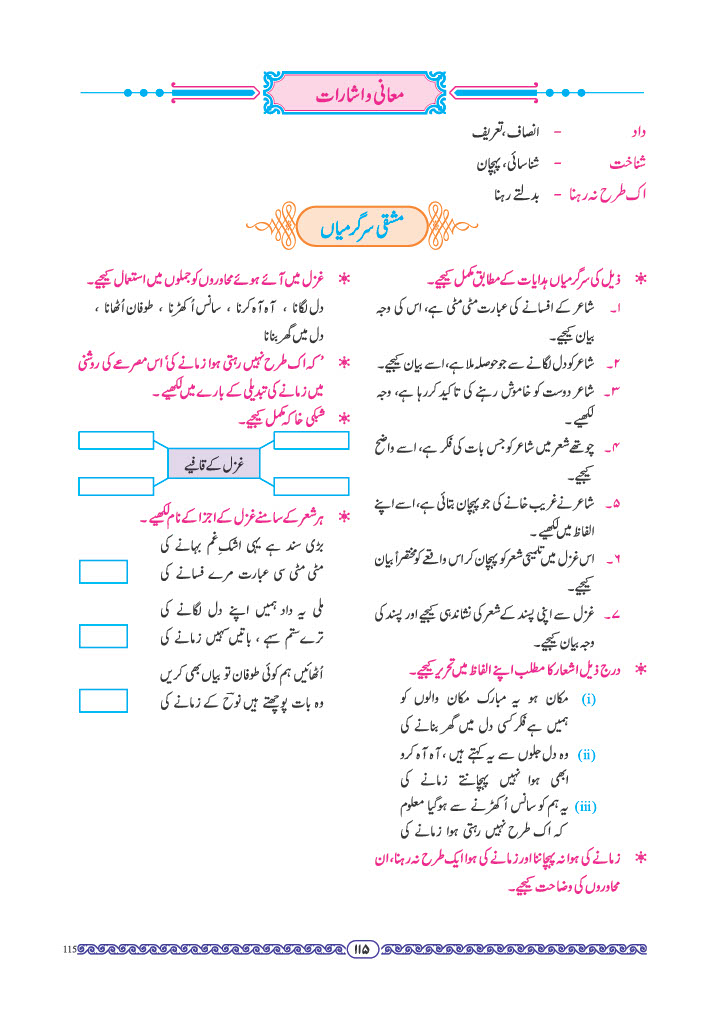 معانی و اشارات
داد – انصاف، تعریف
شناخت – شناسائی، پہچان
اک طرح نہ رہنا – بدلتے رہنا
مشقی سرگرمیاں
* ذیل کی سرگرمیاں ہدایات کے مطابق مکمل کیجیے۔
۱۔ شاعر کے افسانے کی عبارت مٹی مٹی ہے، اس کی وجہ
بیان کیجیے۔
۲۔ شاعر کو دل لگانے سے جو حوصلہ ملا ہے، اسے بیان کیجیے۔
۳۔ شاعر دوست کو خاموش رہنے کی تاکید کر رہا ہے، وجہ
لکھیے۔
۴۔ چوتھے شعر میں شاعر کو جس بات کی فکر ہے، اسے واضح
کیجیے۔
۵۔ شاعر نے غریب خانے کی جو پہچان بتائی ہے، اسے اپنے
الفاظ میں لکھیے۔
۶۔ اس غزل میں تلمیحی شعر کو پہچان کر اس واقعے کو مختصراً بیان
کیجیے۔
۷۔ غزل سے اپنی پسند کے شعر کی نشاندہی کیجیے اور پسند کی
وجہ بیان کیجیے۔
* درج ذیل اشعار کا مطلب اپنے الفاظ میں تحریر کیجیے۔
(i) مکان ہو یہ مبارک مکان والوں کو
ہمیں ہے فکر کسی دل میں گھر بنانے کی
(ii) وہ دل جلوں سے یہ کہتے ہیں، آہ آہ کرو
ابھی ہوا نہیں پہچانتے زمانے کی
(iii) یہ ہم کو سانس اُکھڑنے سے ہوگیا معلوم
کہ اک طرح نہیں رہتی ہوا زمانے کی
* زمانے کی ہوا نہ پہچاننا اور زمانے کی ہوا ایک طرح نہ رہنا، ان
محاوروں کی وضاحت کیجیے۔
* غزل میں آئے ہوئے محاوروں کو جملوں میں استعمال کیجیے۔
دل لگانا ، آہ آہ کرنا ، سانس اُکھڑنا ، طوفان اُٹھانا ،
دل میں گھر بنانا
* ’کہ اک طرح نہیں رہتی ہوا زمانے کی‘ اس مصرعے کی روشنی
میں زمانے کی تبدیلی کے بارے میں لکھیے۔
* شبکی خاکہ مکمل کیجیے۔
غزل کے قافیے
* ہر شعر کے سامنے غزل کے اجزا کے نام لکھیے۔
بڑی سند ہے یہی اشکِ غم بہانے کی
مٹی مٹی سی عبارت مرے فسانے کی
ملی یہ داد ہمیں اپنے دل لگانے کی
ترے ستم سہے ، باتیں سہیں زمانے کی
اُٹھائیں ہم کوئی طوفان تو بیاں بھی کریں
وہ بات پوچھتے ہیں نوحؔ کے زمانے کی
115
۱۱۵